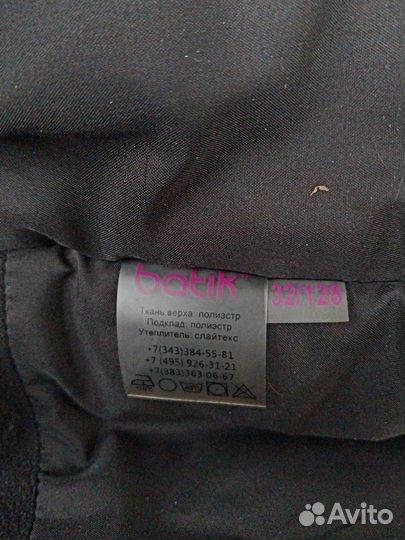 batik
32/128
Ткань верха: полиэстр
Подклад: полиэстр
Утеплитель: слайтекс
+7(343)384-55-81
+7 (495) 926-31-21
+7(383)363-06-67
Avito